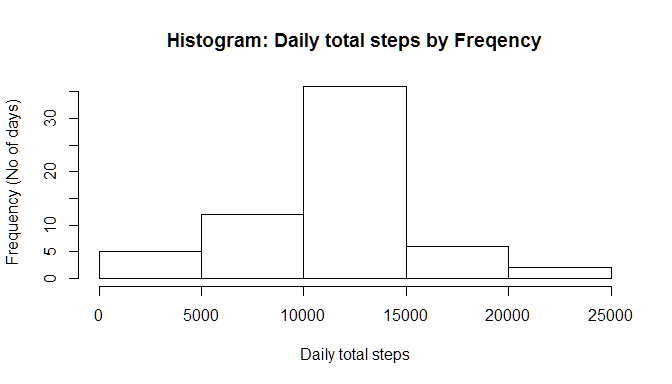 Histogram: Daily total steps by Freqency
Frequency (No of days)
30
20
10
5
0
0 5000 10000 15000 20000 25000
Daily total steps